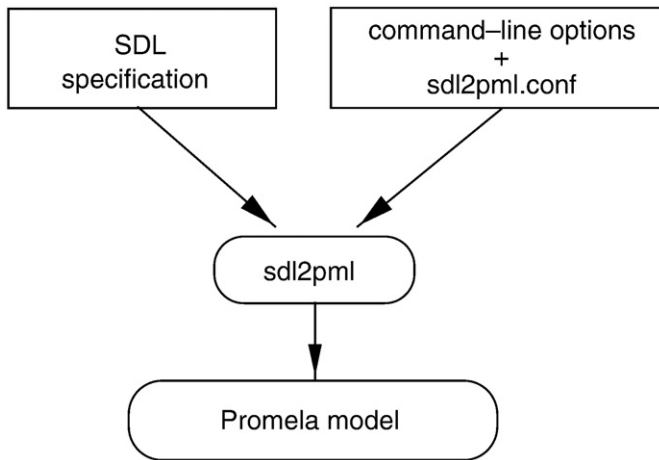 SDL
specification
command–line options
+
sdl2pml.conf
sdl2pml
Promela model